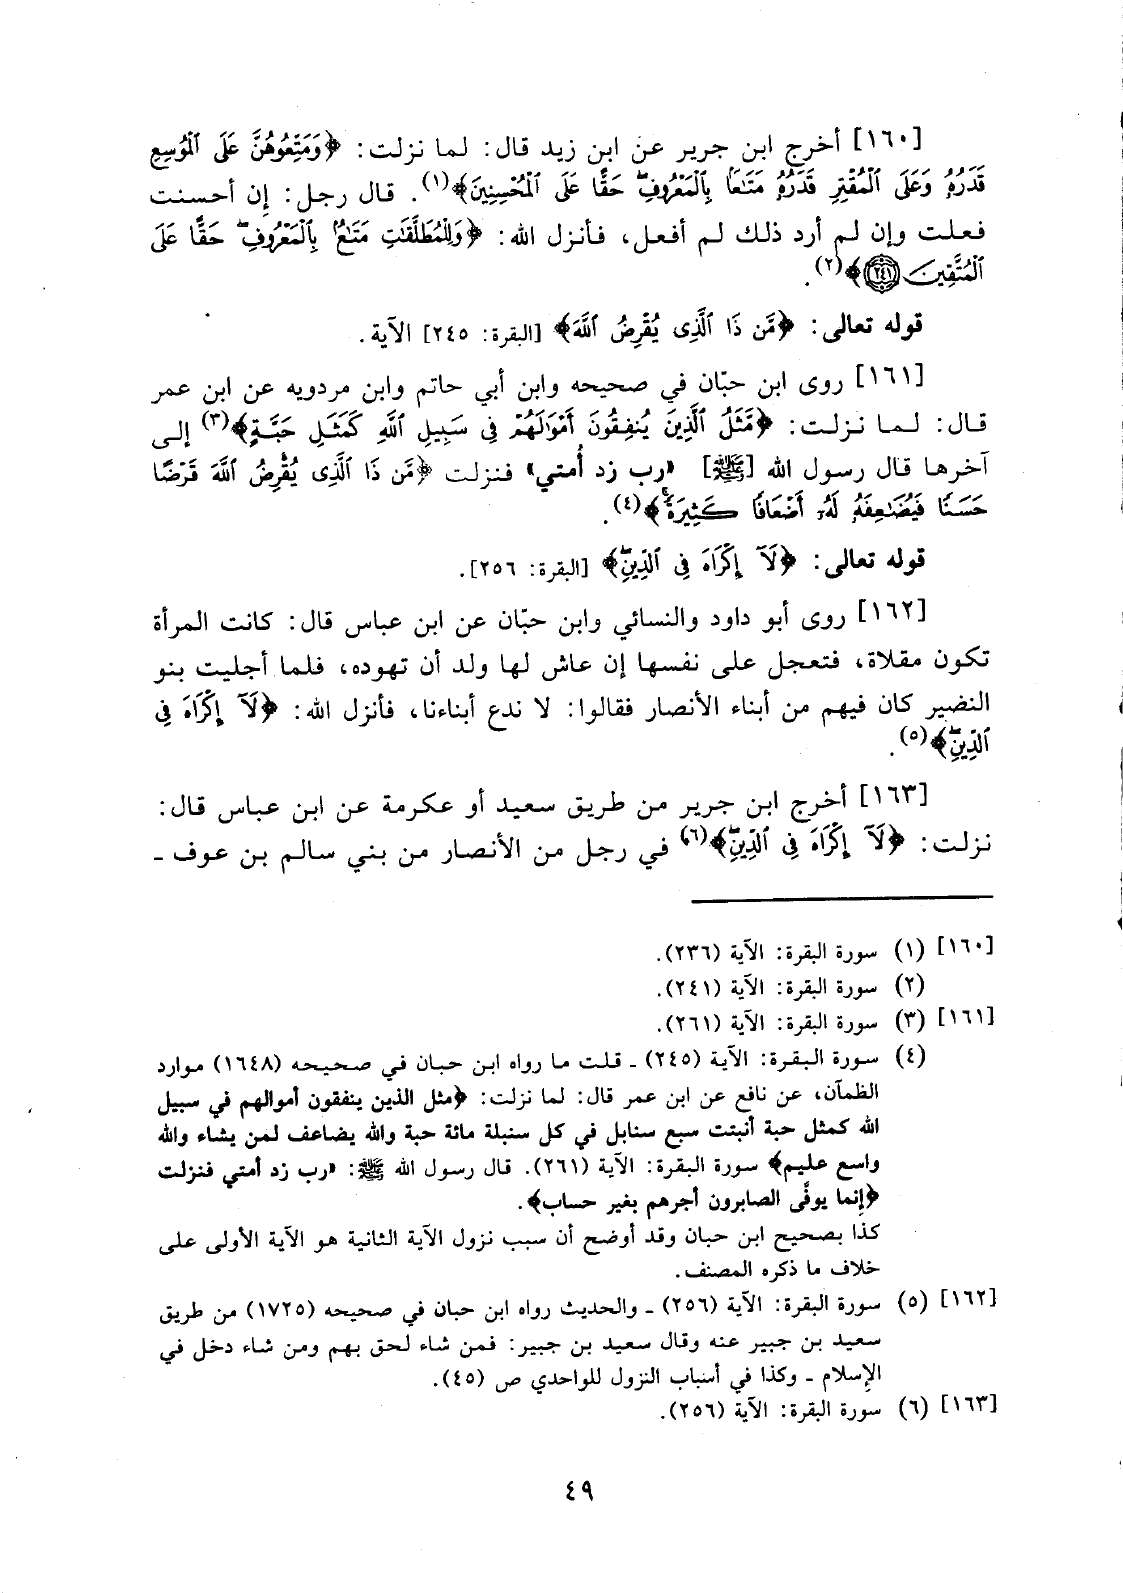 [١٦٠] أخرج ابن جرير عن ابن زيد قال: لما نزلت: ﴿وَمَتِّعُوهُنَّ عَلَى ٱلْمُوسِعِ
قَدَرُهُۥ وَعَلَى ٱلْمُقْتِرِ قَدَرُهُۥ مَتَٰعًۢا بِٱلْمَعْرُوفِ ۖ حَقًّا عَلَى ٱلْمُحْسِنِينَ﴾(١). قال رجل: إن أحسنت
فعلت وإن لم أرد ذلك لم أفعل، فأنزل الله: ﴿وَلِلْمُطَلَّقَٰتِ مَتَٰعٌۢ بِٱلْمَعْرُوفِ ۖ حَقًّا عَلَى
ٱلْمُتَّقِينَ ٢٤١﴾(٢).
قوله تعالى: ﴿مَّن ذَا ٱلَّذِى يُقْرِضُ ٱللَّهَ﴾ [البقرة: ٢٤٥] الآية.
[١٦١] روى ابن حبّان في صحيحه وابن أبي حاتم وابن مردويه عن ابن عمر
قال: لما نزلت: ﴿مَّثَلُ ٱلَّذِينَ يُنفِقُونَ أَمْوَٰلَهُمْ فِى سَبِيلِ ٱللَّهِ كَمَثَلِ حَبَّةٍ﴾(٣) إلى
آخرها قال رسول الله [ﷺ] «رب زد أُمتي» فنزلت ﴿مَّن ذَا ٱلَّذِى يُقْرِضُ ٱللَّهَ قَرْضًا
حَسَنًا فَيُضَٰعِفَهُۥ لَهُۥٓ أَضْعَافًا كَثِيرَةً ۚ﴾(٤).
قوله تعالى: ﴿لَآ إِكْرَاهَ فِى ٱلدِّينِ ۖ﴾ [البقرة: ٢٥٦].
[١٦٢] روى أبو داود والنسائي وابن حبّان عن ابن عباس قال: كانت المرأة
تكون مقلاة، فتعجل على نفسها إن عاش لها ولد أن تهوده، فلما أجليت بنو
النضير كان فيهم من أبناء الأنصار فقالوا: لا ندع أبناءنا، فأنزل الله: ﴿لَآ إِكْرَاهَ فِى
ٱلدِّينِ ۖ﴾(٥).
[١٦٣] أخرج ابن جرير من طريق سعيد أو عكرمة عن ابن عباس قال:
نزلت: ﴿لَآ إِكْرَاهَ فِى ٱلدِّينِ ۖ﴾(٦) في رجل من الأنصار من بني سالم بن عوف ـ
[١٦٠] (١) سورة البقرة: الآية (٢٣٦).
(٢) سورة البقرة: الآية (٢٤١).
[١٦١] (٣) سورة البقرة: الآية (٢٦١).
(٤) سورة البقرة: الآية (٢٤٥) ـ قلت ما رواه ابن حبان في صحيحه (١٦٤٨) موارد
الظمآن، عن نافع عن ابن عمر قال: لما نزلت: ﴿مثل الذين ينفقون أموالهم في سبيل
الله كمثل حبة أنبتت سبع سنابل في كل سنبلة مائة حبة والله يضاعف لمن يشاء والله
واسع عليم﴾ سورة البقرة: الآية (٢٦١). قال رسول الله ﷺ: «رب زد أمتي فنزلت
﴿إنما يوفَّى الصابرون أجرهم بغير حساب﴾.
كذا بصحيح ابن حبان وقد أوضح أن سبب نزول الآية الثانية هو الآية الأولى على
خلاف ما ذكره المصنف.
[١٦٢] (٥) سورة البقرة: الآية (٢٥٦) ـ والحديث رواه ابن حبان في صحيحه (١٧٢٥) من طريق
سعيد بن جبير عنه وقال سعيد بن جبير: فمن شاء لحق بهم ومن شاء دخل في
الإسلام ـ وكذا في أسباب النزول للواحدي ص (٤٥).
[١٦٣] (٦) سورة البقرة: الآية (٢٥٦).
٤٩